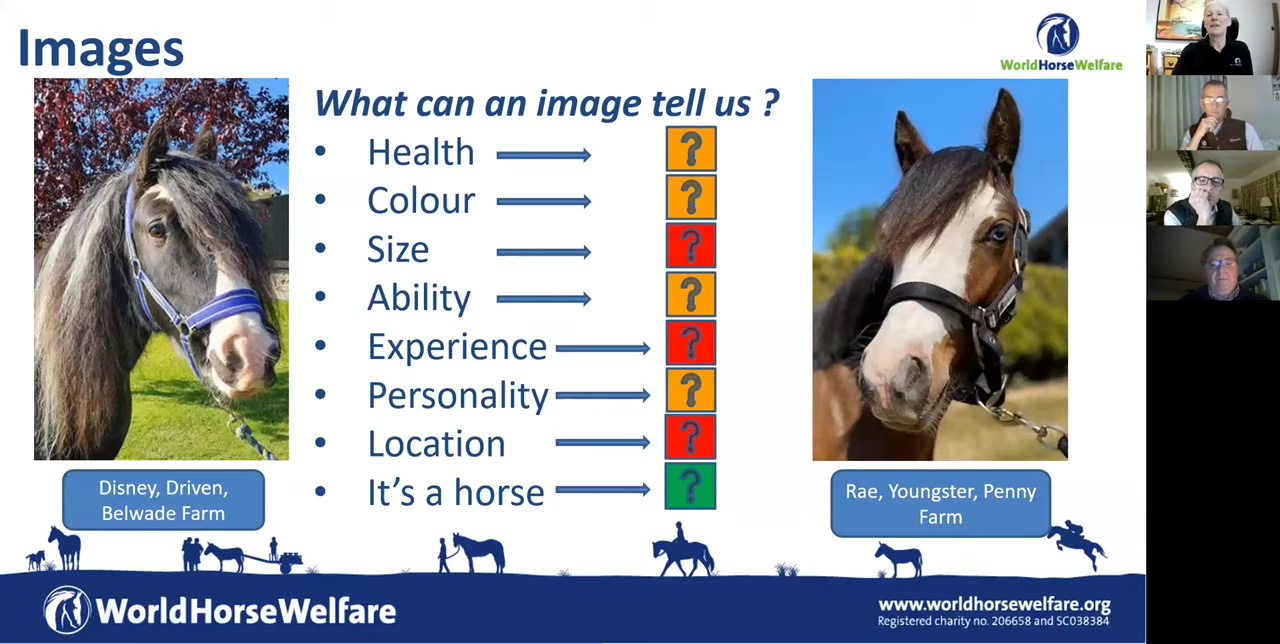 Images
WorldHorseWelfare
What can an image tell us ?
• Health ?
• Colour ?
• Size ?
• Ability ?
• Experience ?
• Personality ?
• Location ?
• It's a horse ?
Disney, Driven,
Belwade Farm
Rae, Youngster, Penny
Farm
WorldHorseWelfare
www.worldhorsewelfare.org
Registered charity no. 206658 and SC038384